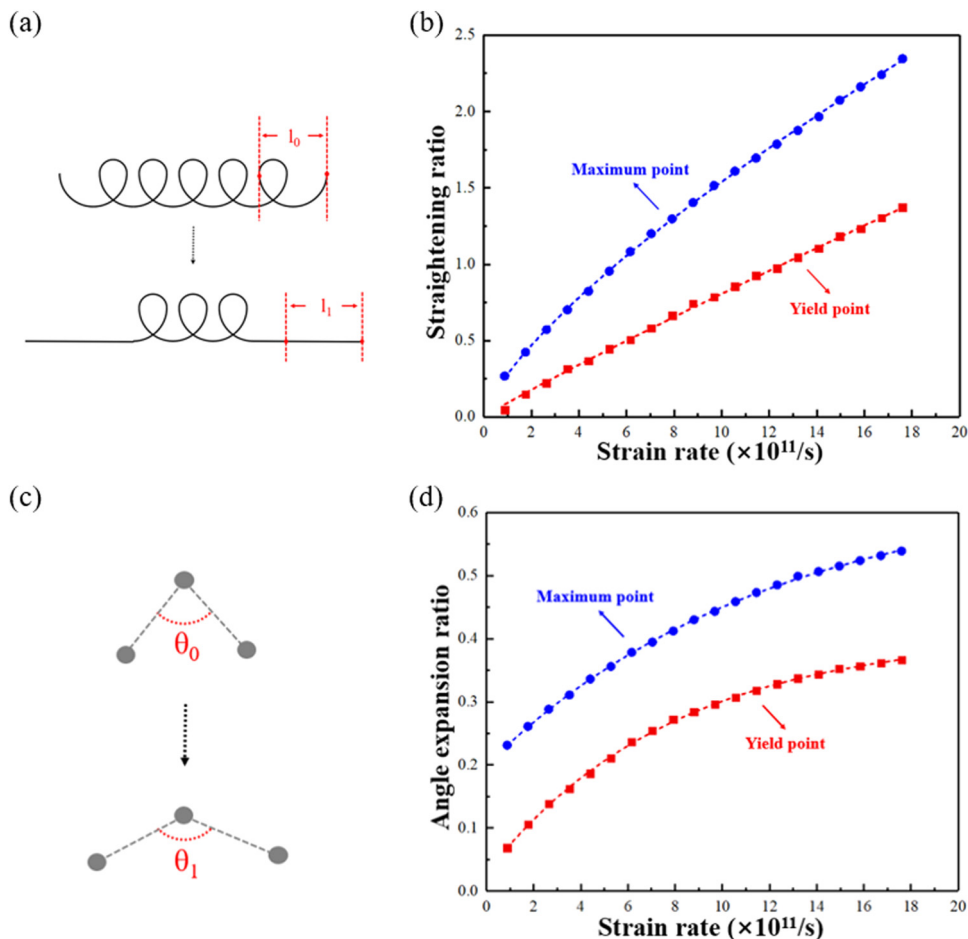 (a)
l₀
l₁
(b)
Straightening ratio
2.5
2.0
1.5
1.0
0.5
0.0
Maximum point
Yield point
0 2 4 6 8 10 12 14 16 18 20
Strain rate (×10¹¹/s)
(c)
θ₀
θ₁
(d)
Angle expansion ratio
0.6
0.5
0.4
0.3
0.2
0.1
0.0
Maximum point
Yield point
0 2 4 6 8 10 12 14 16 18 20
Strain rate (×10¹¹/s)